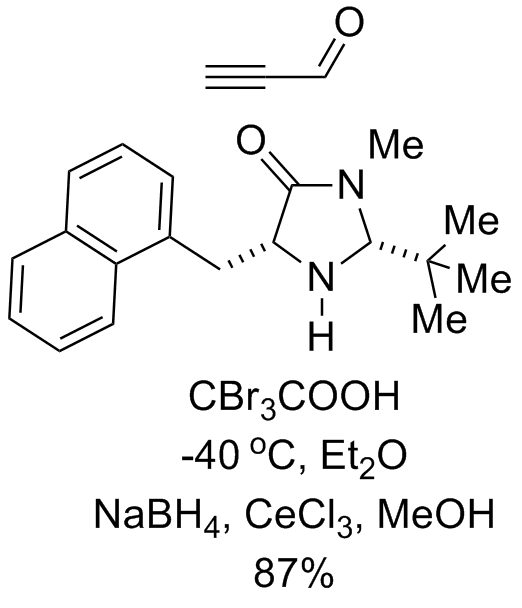 O
O
Me
N
Me
N
H
Me
Me
CBr₃COOH
-40 °C, Et₂O
NaBH₄, CeCl₃, MeOH
87%